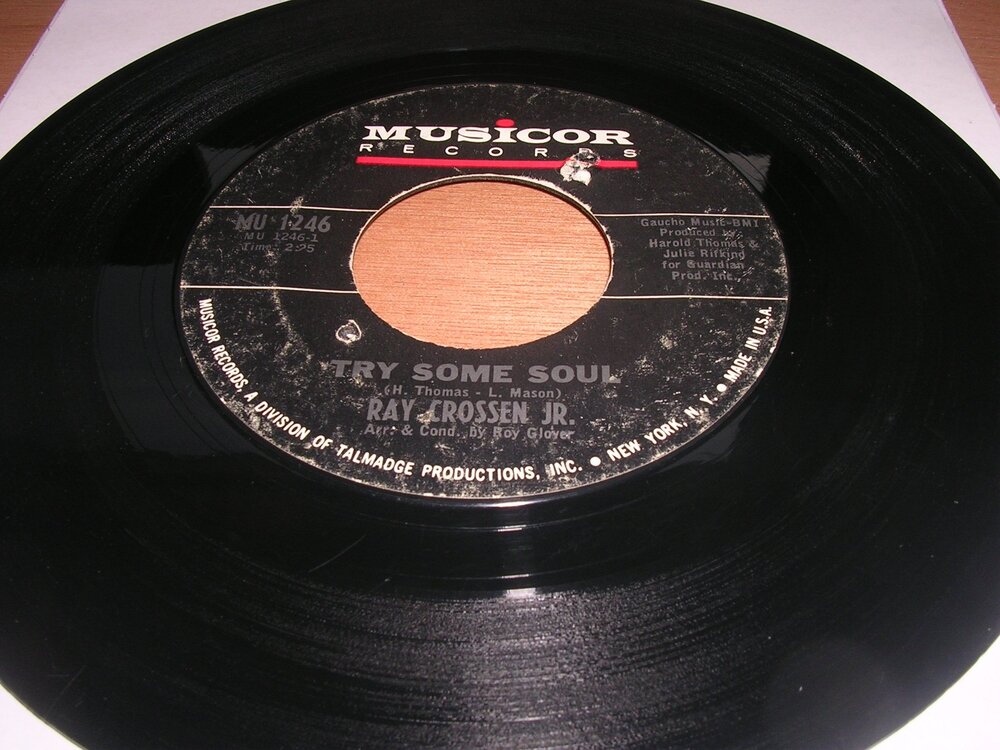 MUSICOR
RECORDS
MU 1246
MU 1246-1
Time: 2:95
Gaucho Music-BMI
Produced by
Harold Thomas &
Julie Rifkind
for Guardian
Prod. Inc.
TRY SOME SOUL
(H. Thomas - L. Mason)
RAY CROSSEN JR.
Arr. & Cond. by Roy Glover
MUSICOR RECORDS, A DIVISION OF TALMADGE PRODUCTIONS, INC. ● NEW YORK, N. Y. ● MADE IN U.S.A.